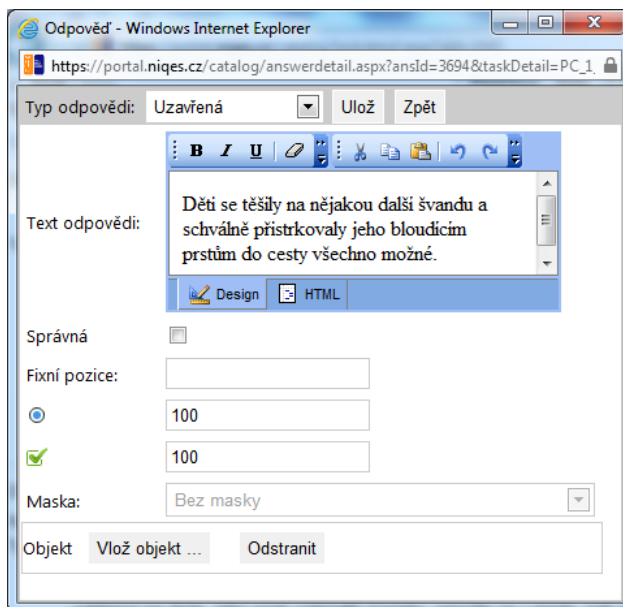 Odpověď - Windows Internet Explorer
https://portal.niqes.cz/catalog/answerdetail.aspx?ansId=3694&taskDetail=PC_1_
Typ odpovědi: Uzavřená Ulož Zpět
B I U
Text odpovědi:
Děti se těšily na nějakou další švandu a
schválně přistrkovaly jeho bloudícím
prstům do cesty všechno možné.
Design HTML
Správná
Fixní pozice:
100
100
Maska: Bez masky
Objekt Vlož objekt ... Odstranit